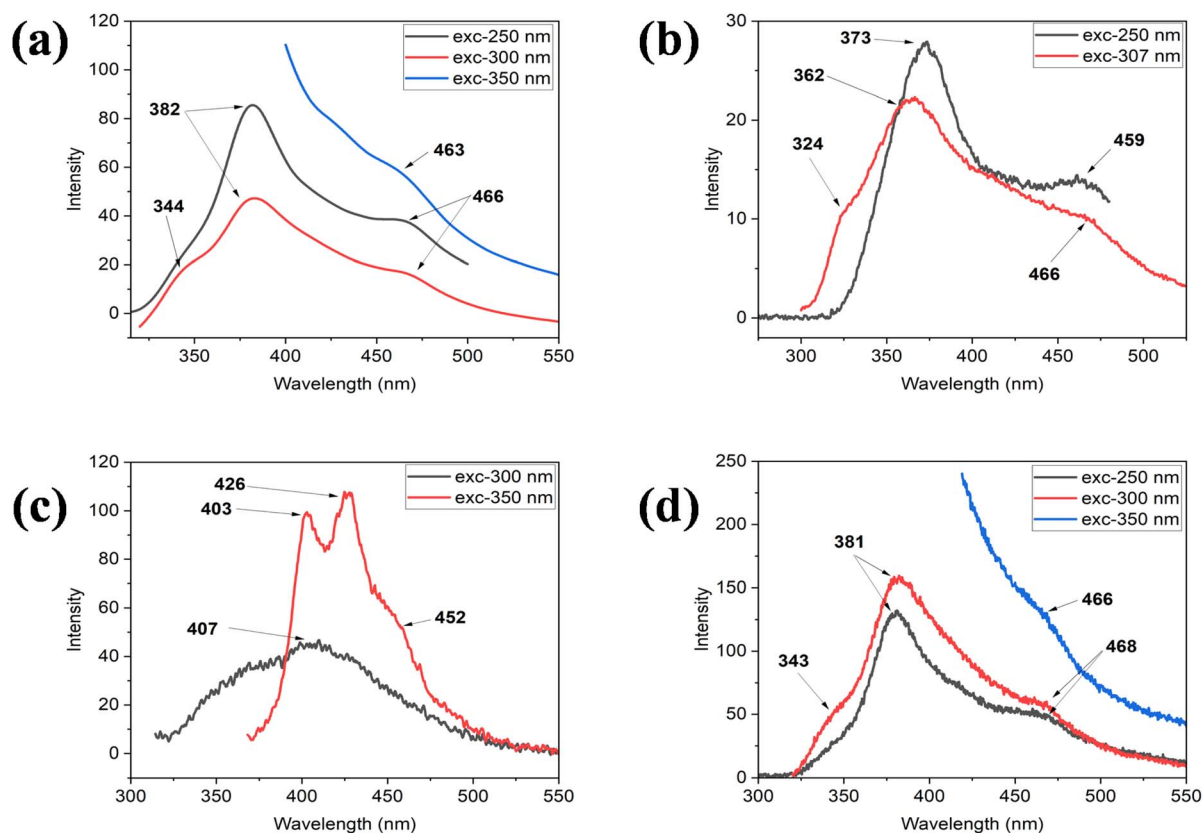 (a)
exc-250 nm
exc-300 nm
exc-350 nm
382
344
463
466
Intensity
120
100
80
60
40
20
0
350
400
450
500
550
Wavelength (nm)
(b)
exc-250 nm
exc-307 nm
373
362
324
459
466
Intensity
30
20
10
0
300
350
400
450
500
Wavelength (nm)
(c)
exc-300 nm
exc-350 nm
426
403
407
452
Intensity
120
100
80
60
40
20
0
300
350
400
450
500
550
Wavelength (nm)
(d)
exc-250 nm
exc-300 nm
exc-350 nm
381
343
466
468
Intensity
250
200
150
100
50
0
300
350
400
450
500
550
Wavelength (nm)